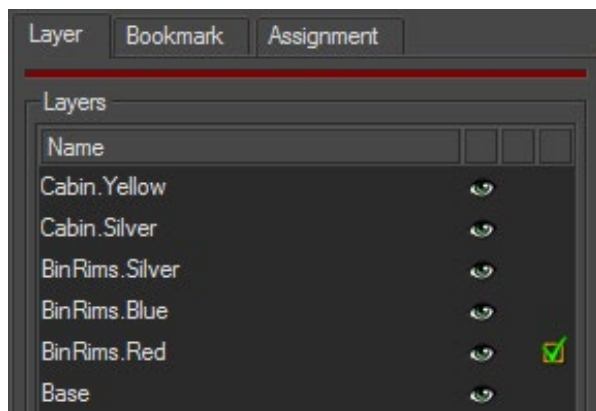 Layer Bookmark Assignment
Layers
Name
Cabin.Yellow
Cabin.Silver
BinRims.Silver
BinRims.Blue
BinRims.Red
Base